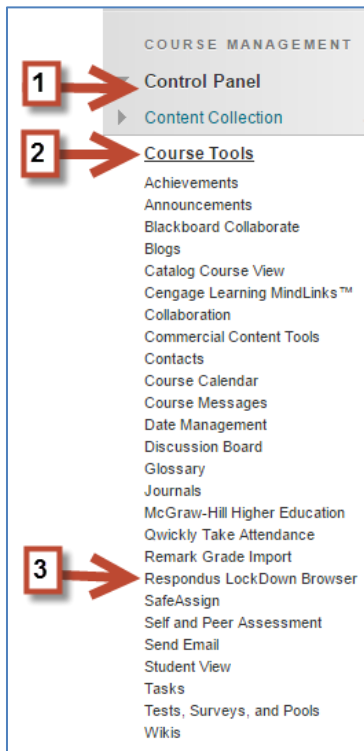 COURSE MANAGEMENT
1 Control Panel
Content Collection
2 Course Tools
Achievements
Announcements
Blackboard Collaborate
Blogs
Catalog Course View
Cengage Learning MindLinks™
Collaboration
Commercial Content Tools
Contacts
Course Calendar
Course Messages
Date Management
Discussion Board
Glossary
Journals
McGraw-Hill Higher Education
Qwickly Take Attendance
Remark Grade Import
3 Respondus LockDown Browser
SafeAssign
Self and Peer Assessment
Send Email
Student View
Tasks
Tests, Surveys, and Pools
Wikis